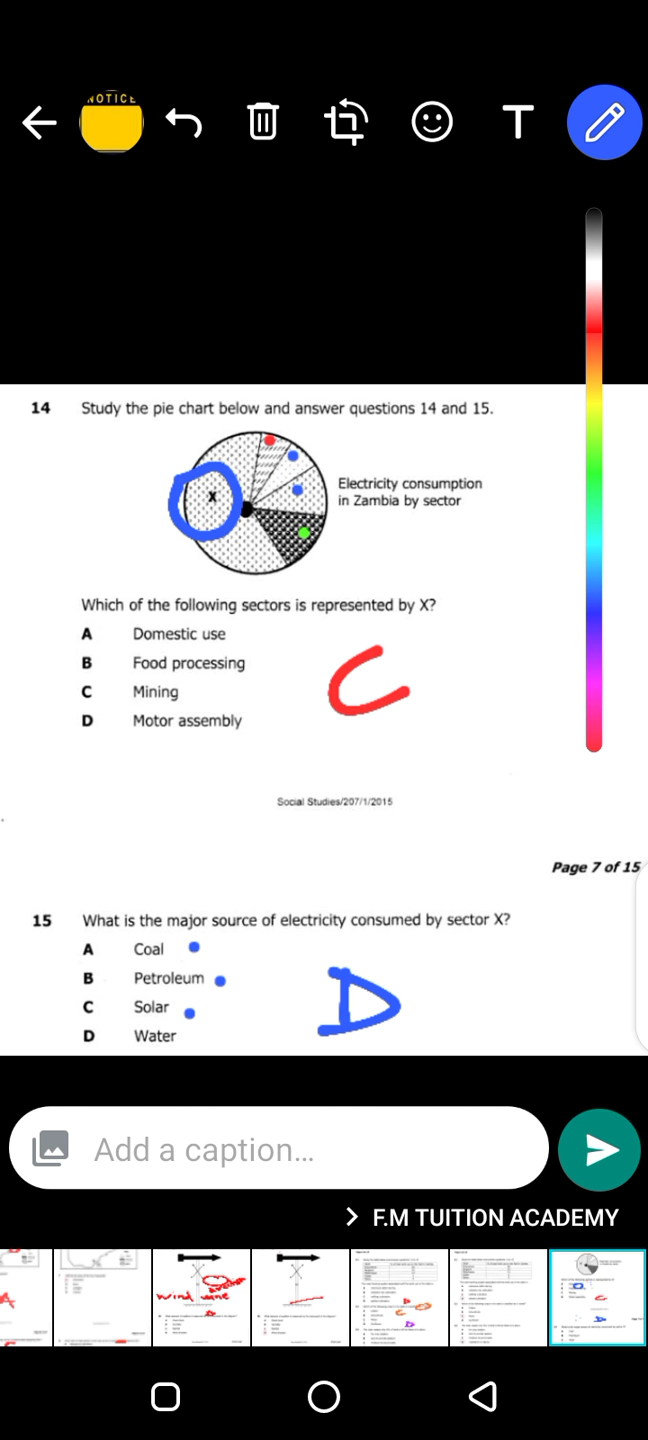 NOTICE
T
14 Study the pie chart below and answer questions 14 and 15.
X
Electricity consumption
in Zambia by sector
Which of the following sectors is represented by X?
A Domestic use
B Food processing
C Mining
D Motor assembly
C
Social Studies/207/1/2015
Page 7 of 15
15 What is the major source of electricity consumed by sector X?
A Coal
B Petroleum
C Solar
D Water
D
Add a caption...
F.M TUITION ACADEMY